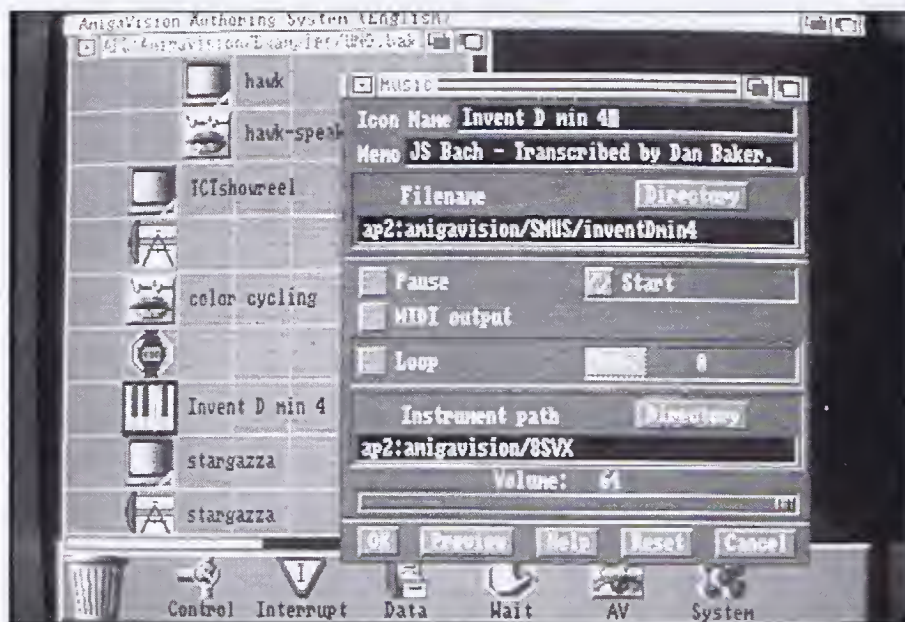 AmigaVision Authoring System (English)
hawk
hawk-speak
TCIshowreel
color cycling
Invent D min 4
stargazza
stargazza
Music
Icon Name Invent D min 4
Memo JS Bach - Transcribed by Dan Baker.
Filename Directory
ap2:amigavision/SMUS/inventDmin4
Pause Start
MIDI output
Loop 0
Instrument path Directory
ap2:amigavision/8SVX
Volume: 64
OK Preview Help Reset Cancel
Control Interrupt Data Wait AV System